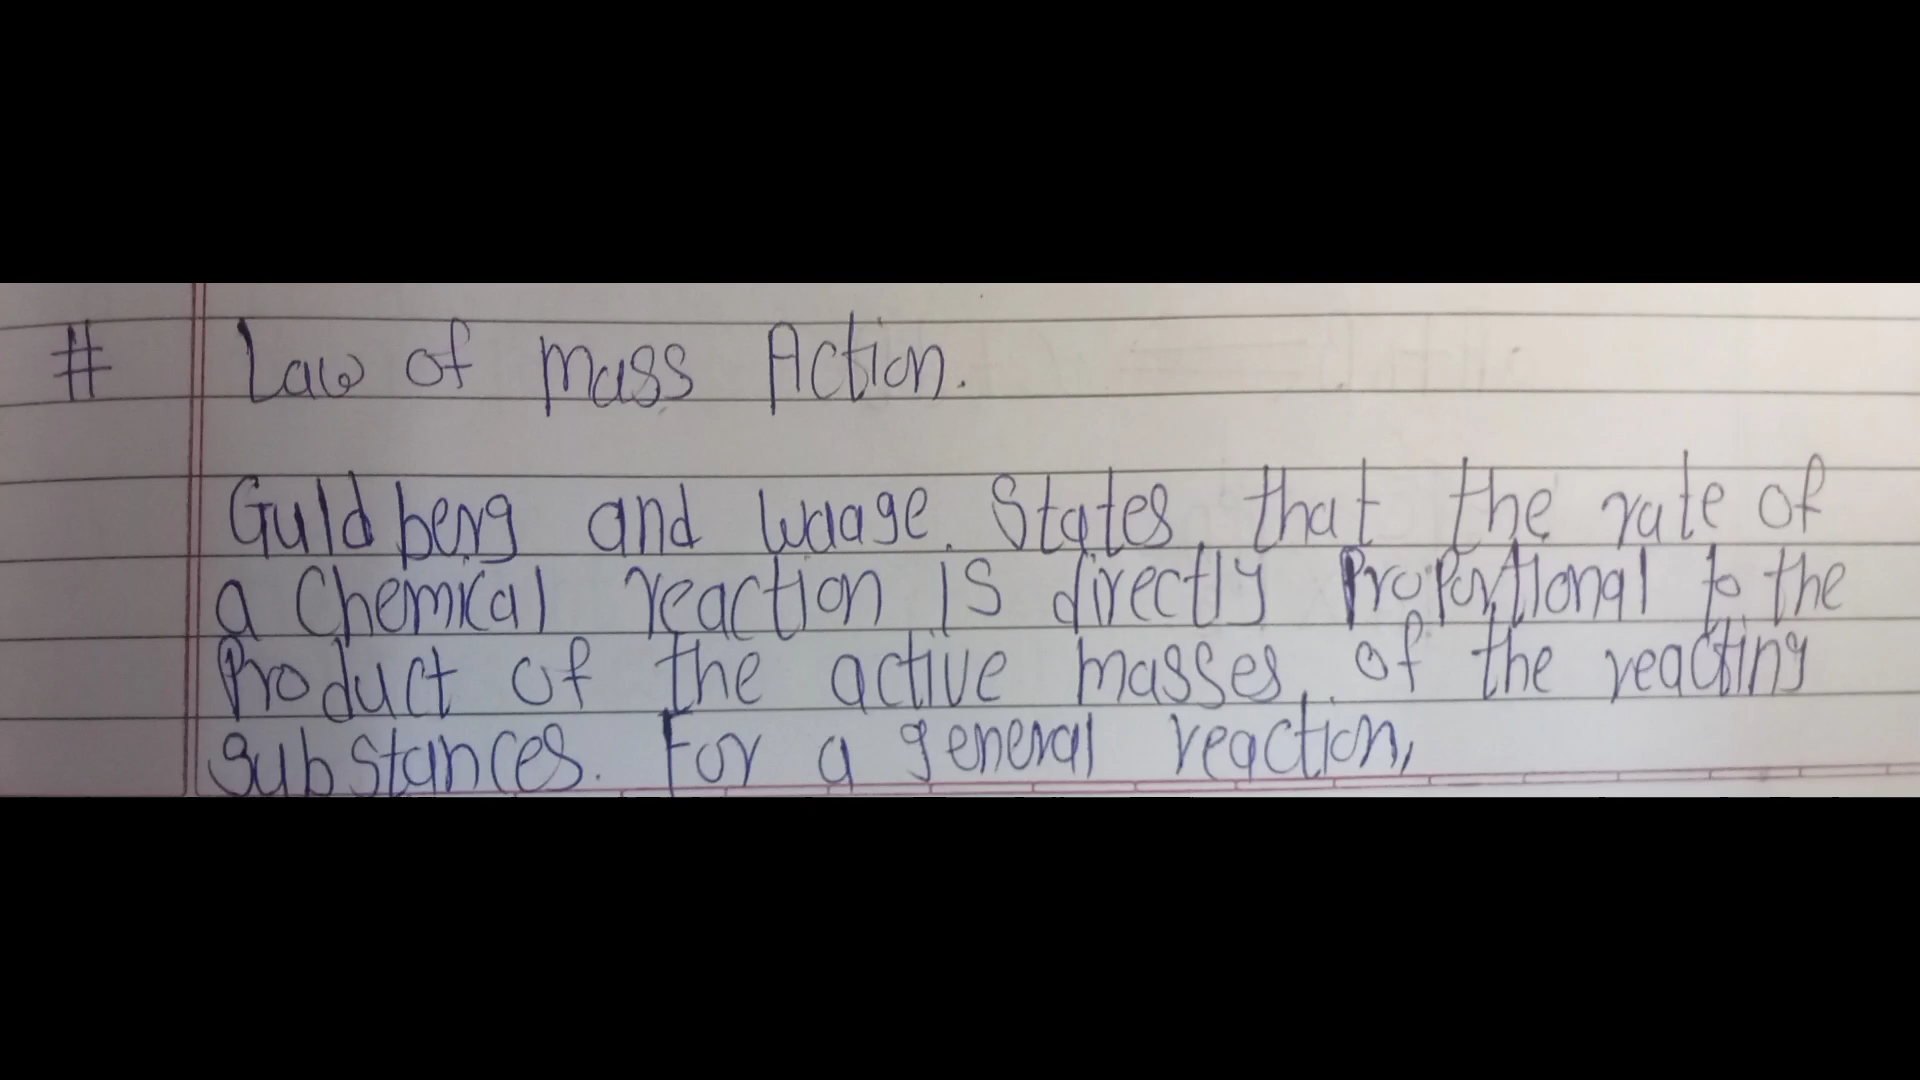 # Law of mass Action.
Guldberg and waage. States that the rate of
a Chemical reaction is directly Proportional to the
Product of the active masses of the reacting
substances. For a general reaction,